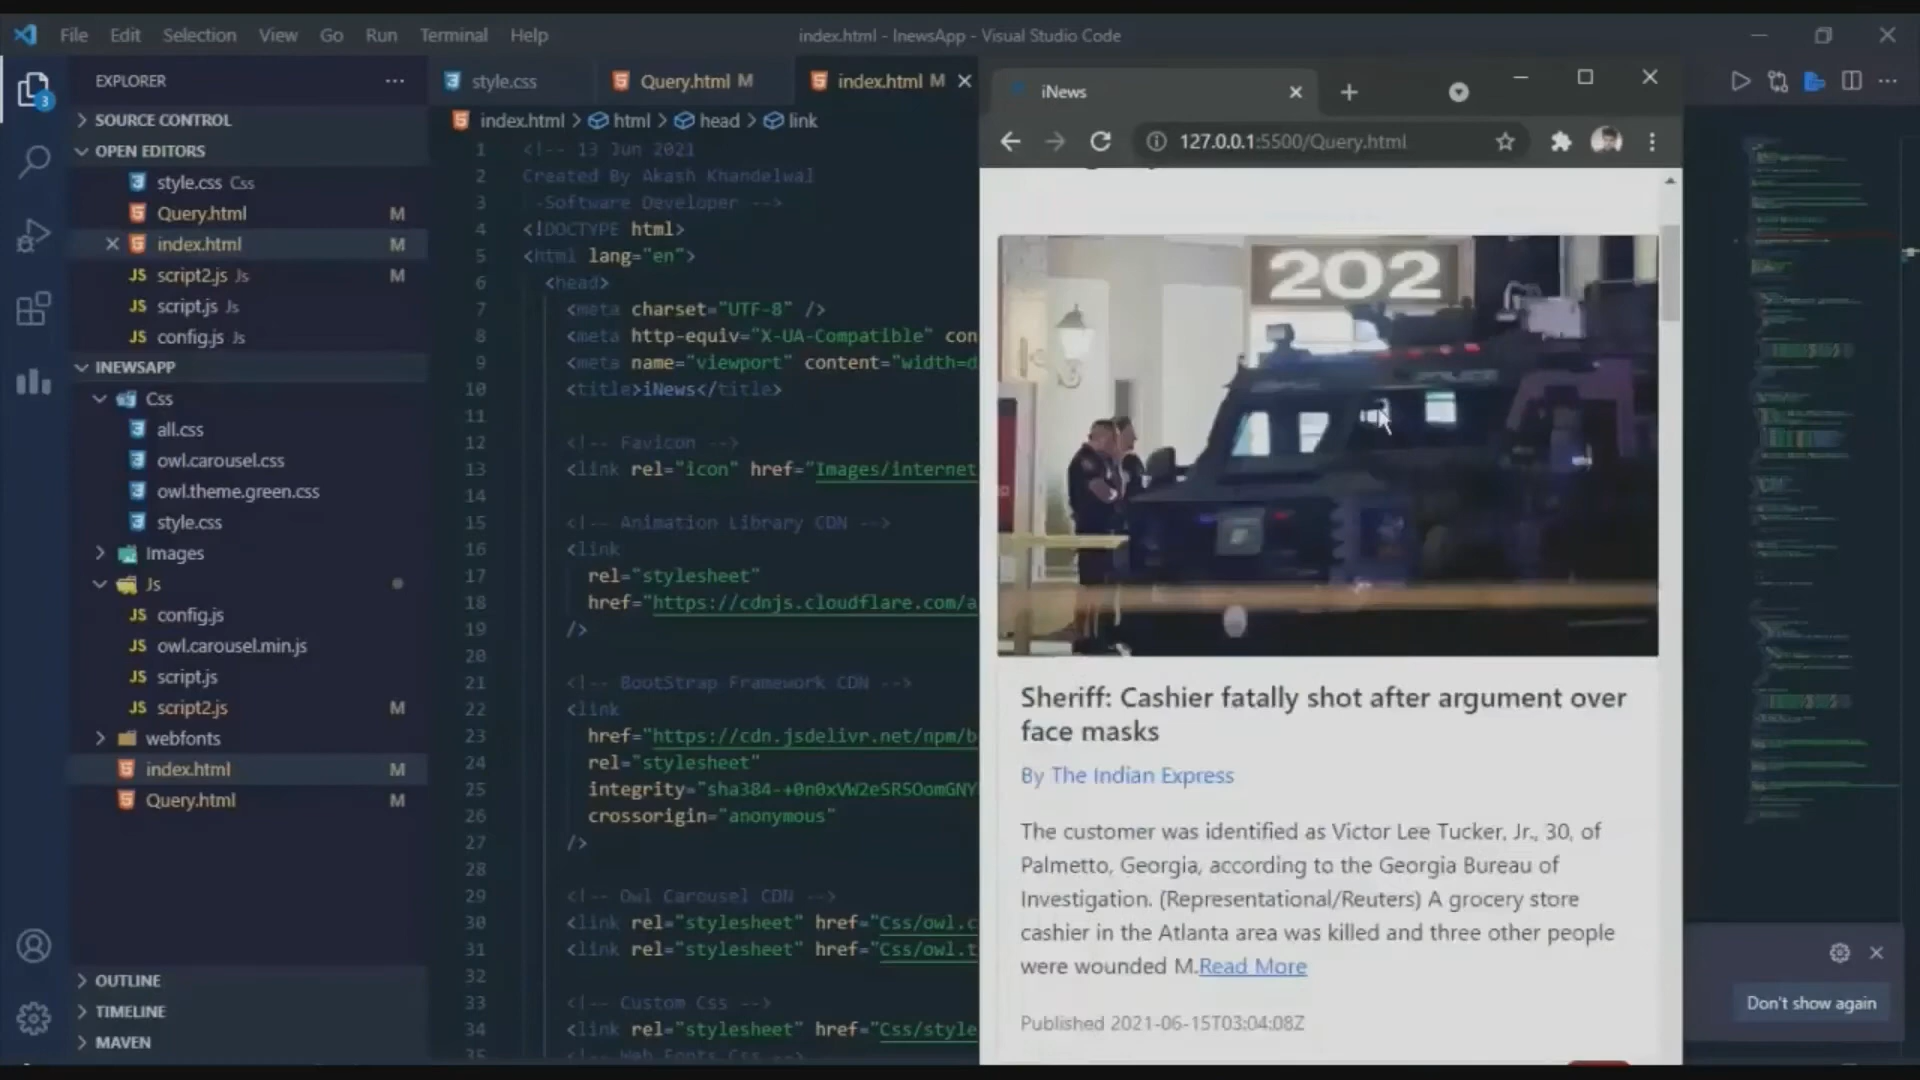 File Edit Selection View Go Run Terminal Help
index.html - InewsApp - Visual Studio Code
EXPLORER
3
SOURCE CONTROL
OPEN EDITORS
style.css Css
Query.html M
index.html M
script2.js Js M
script.js Js
config.js Js
INEWSAPP
Css
all.css
owl.carousel.css
owl.theme.green.css
style.css
Images
Js
config.js
owl.carousel.min.js
script.js
script2.js M
webfonts
index.html M
Query.html M
OUTLINE
TIMELINE
MAVEN
style.css
Query.html M
index.html M
index.html > html > head > link
1 <!-- 13 Jun 2021
2 Created By Akash Khandelwal
3 -Software Developer -->
4 <!DOCTYPE html>
5 <html lang="en">
6 <head>
7 <meta charset="UTF-8" />
8 <meta http-equiv="X-UA-Compatible" con
9 <meta name="viewport" content="width=d
10 <title>iNews</title>
11
12 <!-- Favicon -->
13 <link rel="icon" href="Images/internet
14
15 <!-- Animation Library CDN -->
16 <link
17 rel="stylesheet"
18 href="https://cdnjs.cloudflare.com/a
19 />
20
21 <!-- BootStrap Framework CDN -->
22 <link
23 href="https://cdn.jsdelivr.net/npm/b
24 rel="stylesheet"
25 integrity="sha384-+0n0xVW2eSR5OomGNY
26 crossorigin="anonymous"
27 />
28
29 <!-- Owl Carousel CDN -->
30 <link rel="stylesheet" href="Css/owl.c
31 <link rel="stylesheet" href="Css/owl.t
32
33 <!-- Custom Css -->
34 <link rel="stylesheet" href="Css/style
35 <!-- Web Fonts Css -->
iNews
127.0.0.1:5500/Query.html
202
Sheriff: Cashier fatally shot after argument over
face masks
By The Indian Express
The customer was identified as Victor Lee Tucker, Jr., 30, of
Palmetto, Georgia, according to the Georgia Bureau of
Investigation. (Representational/Reuters) A grocery store
cashier in the Atlanta area was killed and three other people
were wounded M.Read More
Published 2021-06-15T03:04:08Z
Don't show again